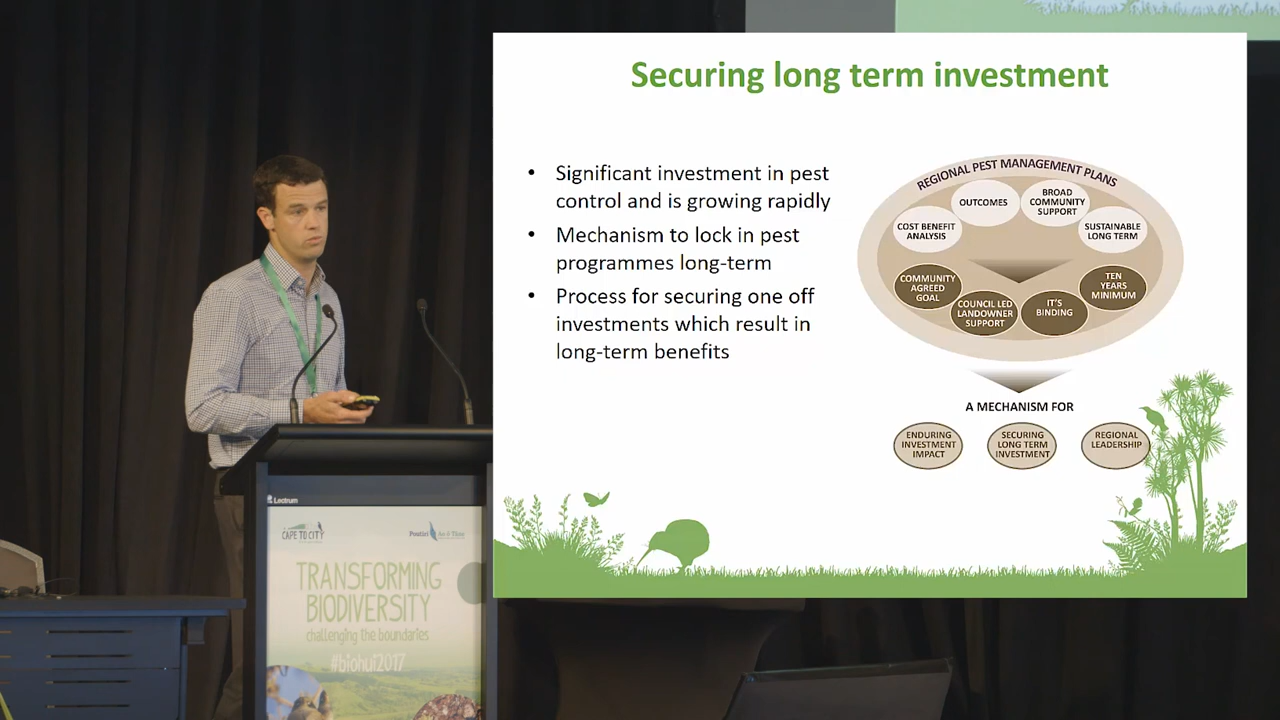 Securing long term investment
• Significant investment in pest
control and is growing rapidly
• Mechanism to lock in pest
programmes long-term
• Process for securing one off
investments which result in
long-term benefits
REGIONAL PEST MANAGEMENT PLANS
OUTCOMES
BROAD
COMMUNITY
SUPPORT
COST BENEFIT
ANALYSIS
SUSTAINABLE
LONG TERM
COMMUNITY
AGREED
GOAL
COUNCIL LED
LANDOWNER
SUPPORT
IT'S
BINDING
TEN
YEARS
MINIMUM
A MECHANISM FOR
ENDURING
INVESTMENT
IMPACT
SECURING
LONG TERM
INVESTMENT
REGIONAL
LEADERSHIP
Lectrum
CAPE TO CITY
TRANSFORMING
BIODIVERSITY
challenging the boundaries
#biohui2017